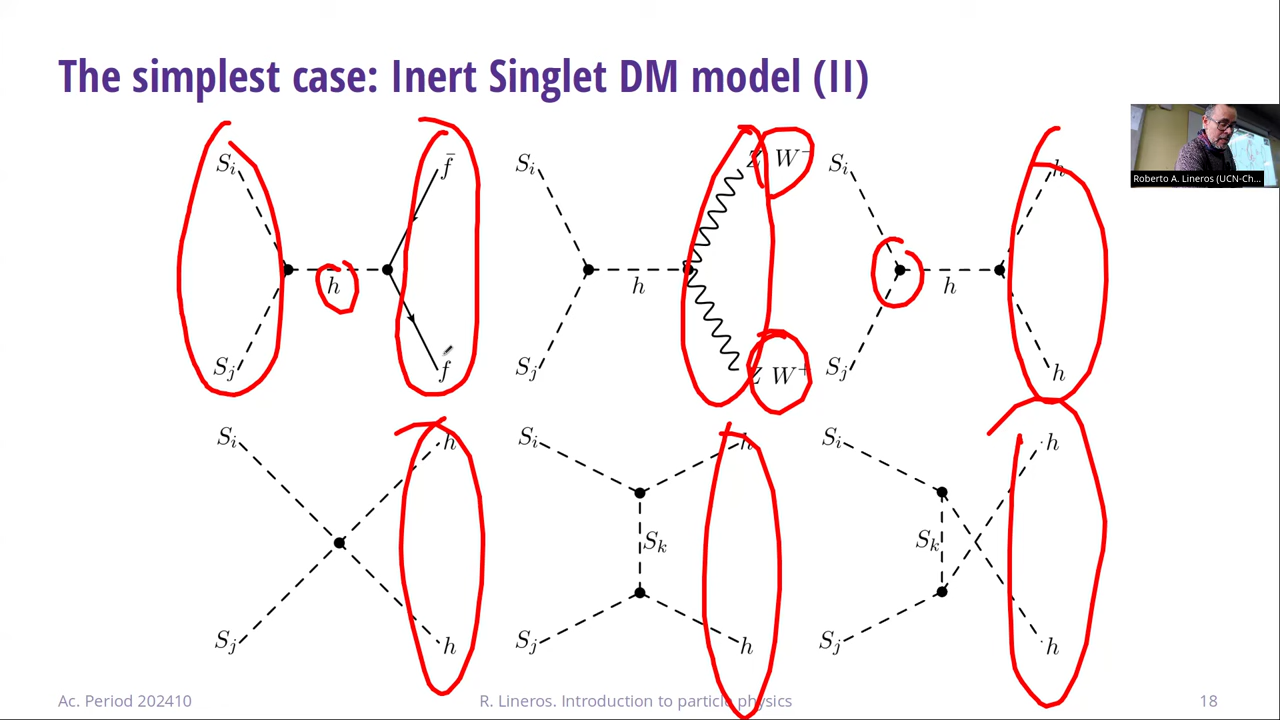 The simplest case: Inert Singlet DM model (II)
Roberto A. Lineros (UCN-Ch...
S_i f̄ S_i Z W⁻ S_i h
h h h
S_j f S_j Z W⁺ S_j h
S_i h S_i h S_i h
S_k S_k
S_j h S_j h S_j h
Ac. Period 202410 R. Lineros. Introduction to particle physics 18